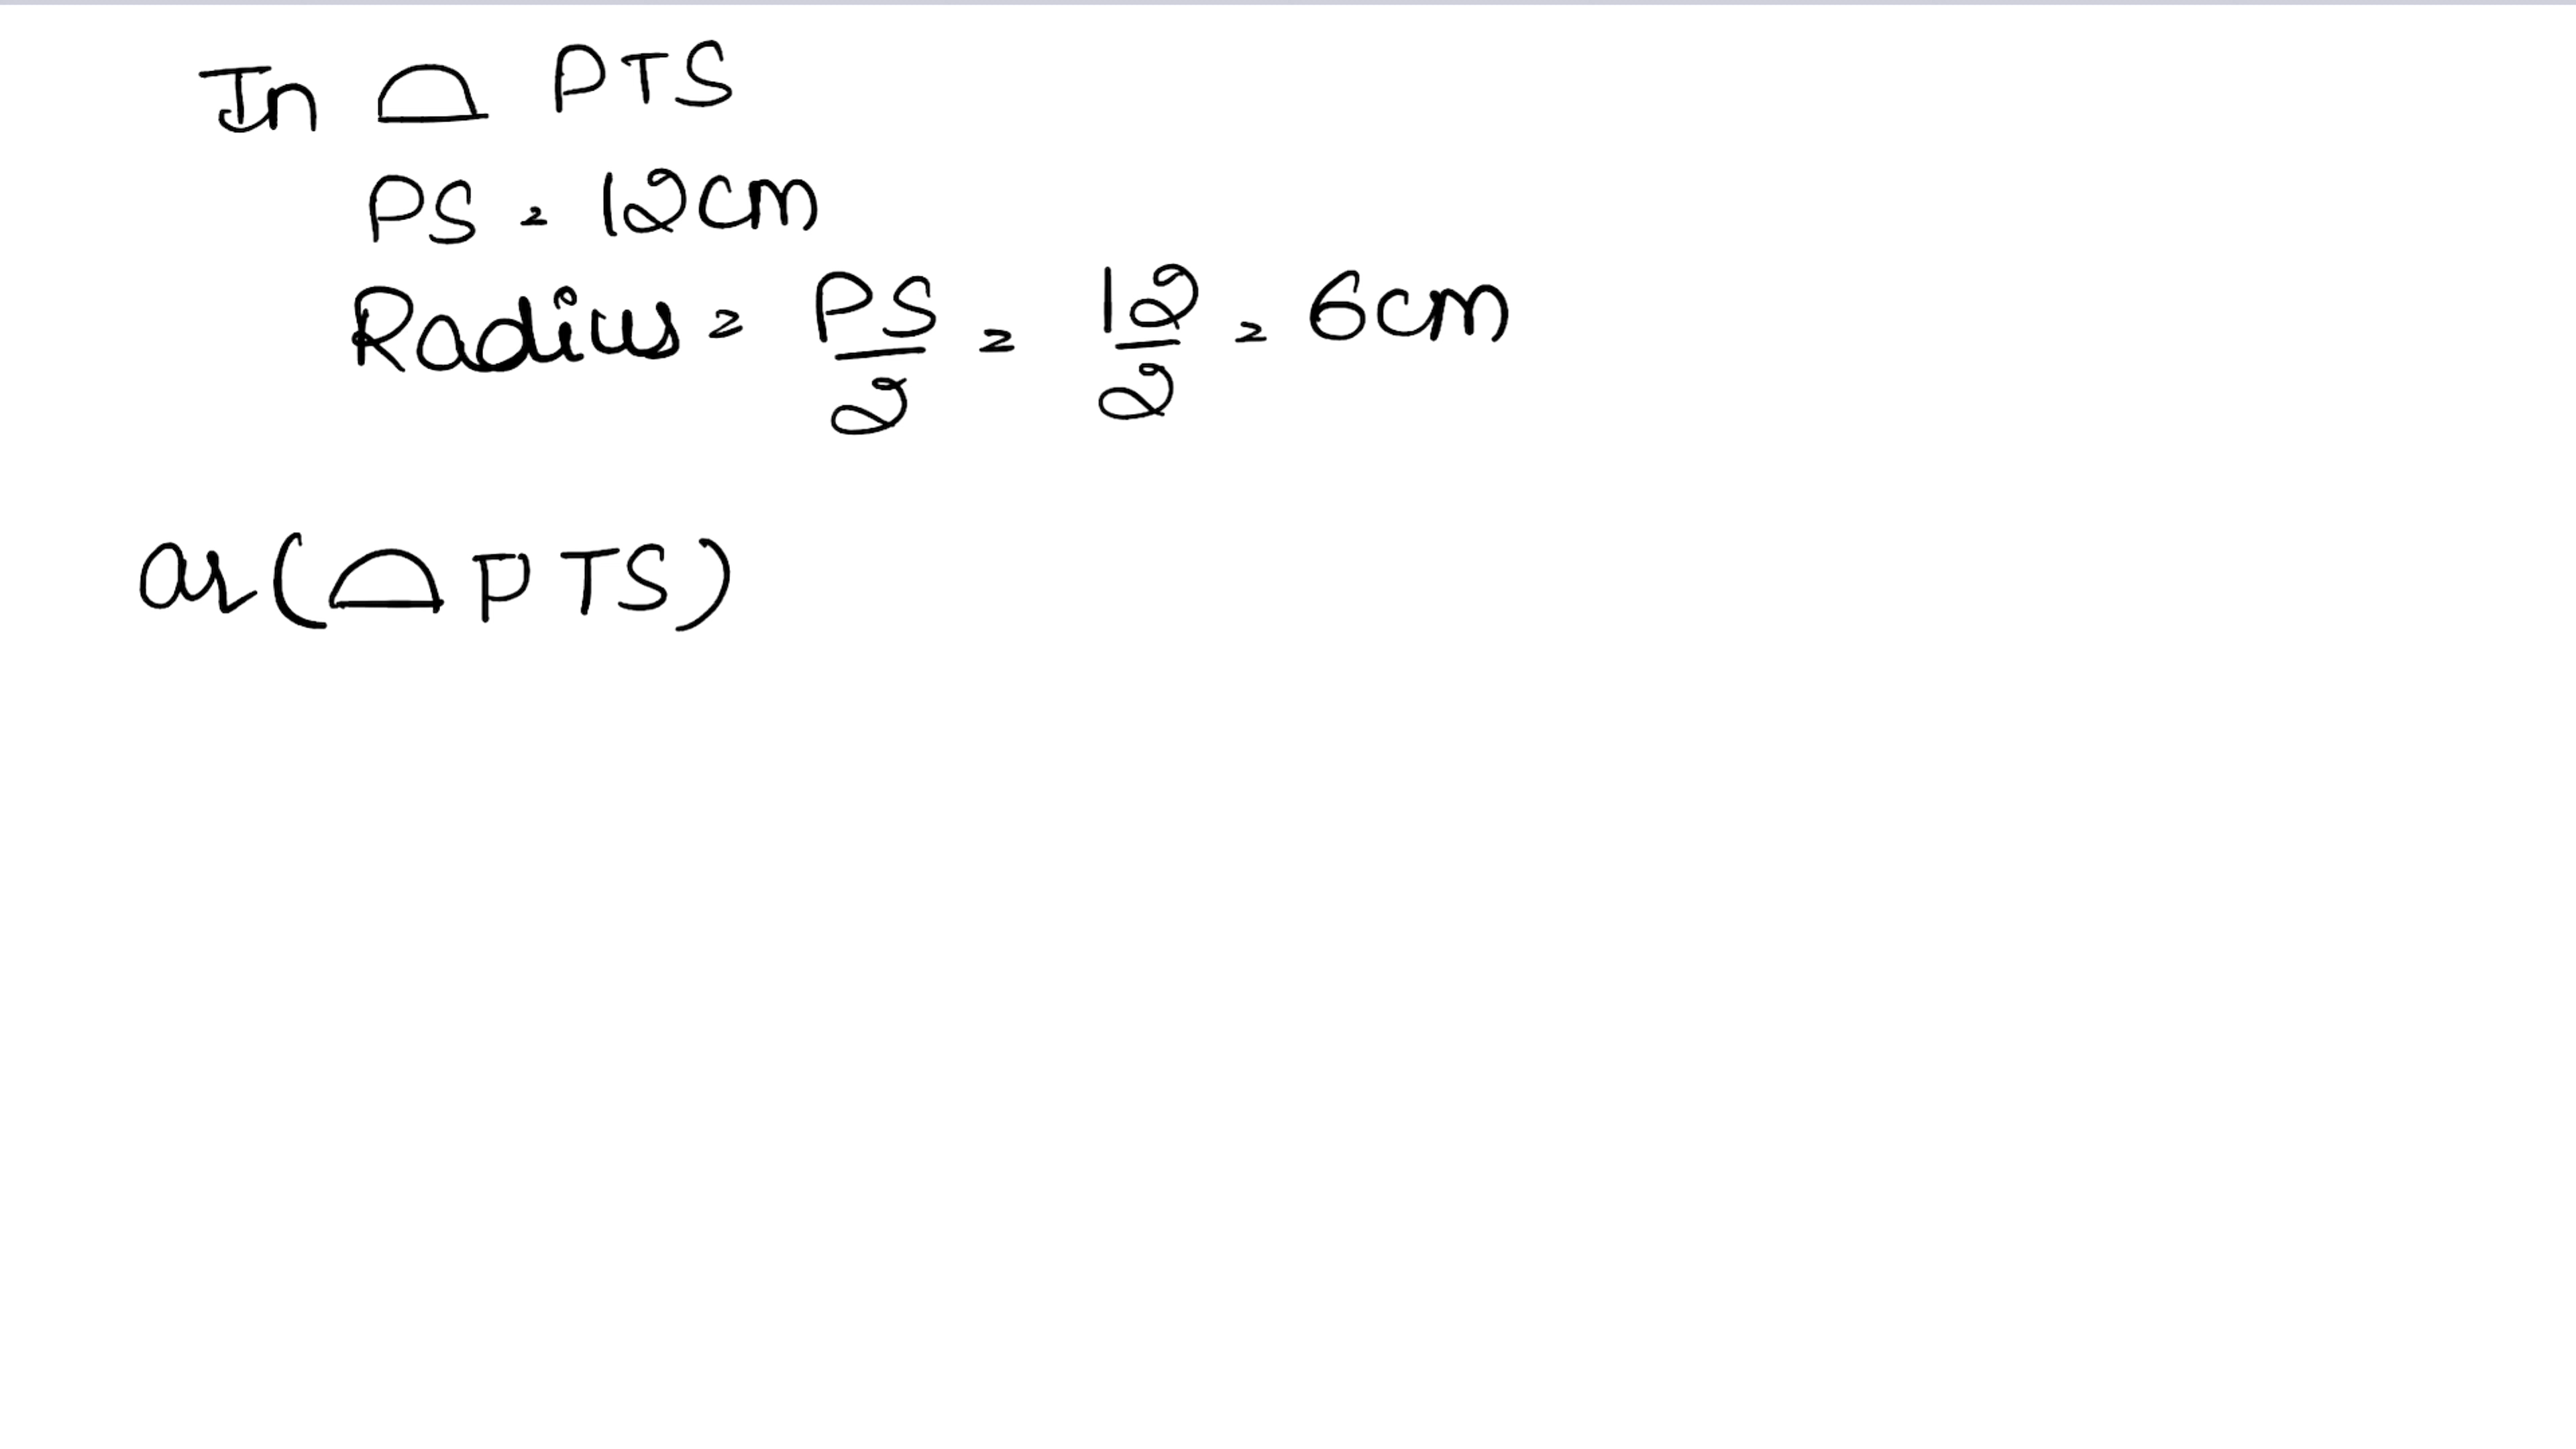 In ⌓ PTS
PS = 12cm
Radius = PS/2 = 12/2 = 6cm
ar(⌓ PTS)